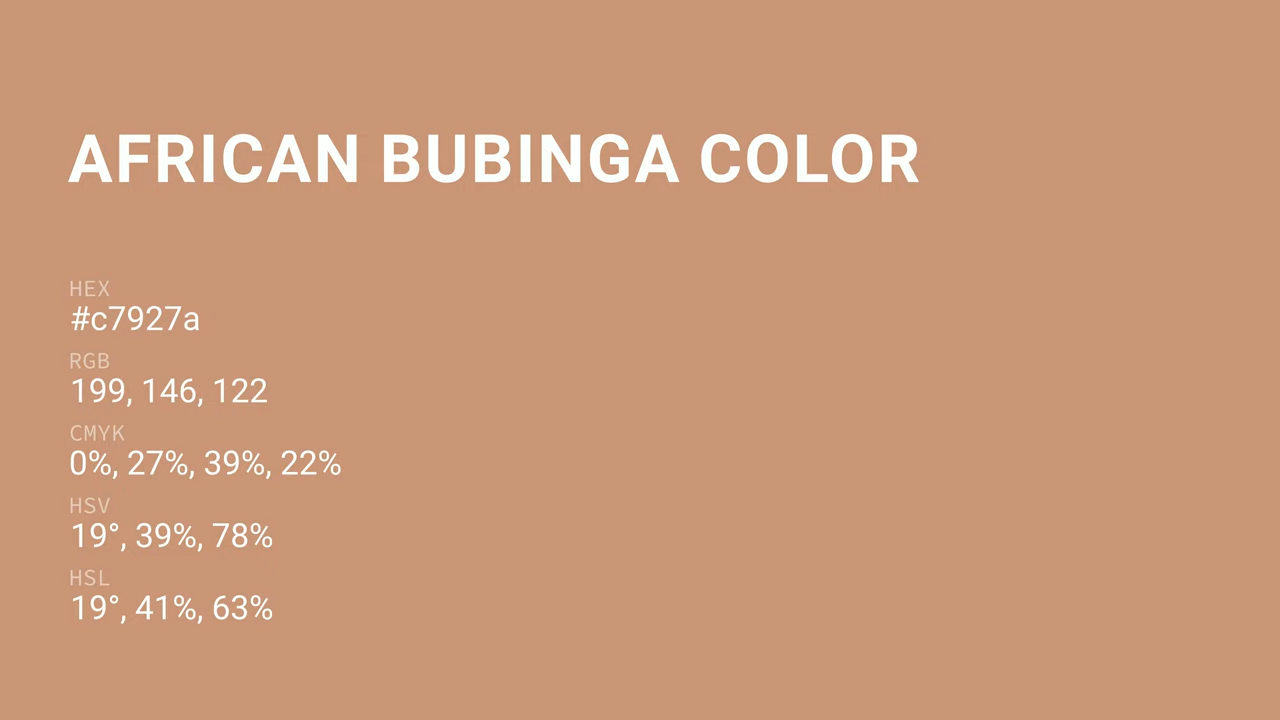 AFRICAN BUBINGA COLOR
HEX
#c7927a
RGB
199, 146, 122
CMYK
0%, 27%, 39%, 22%
HSV
19°, 39%, 78%
HSL
19°, 41%, 63%